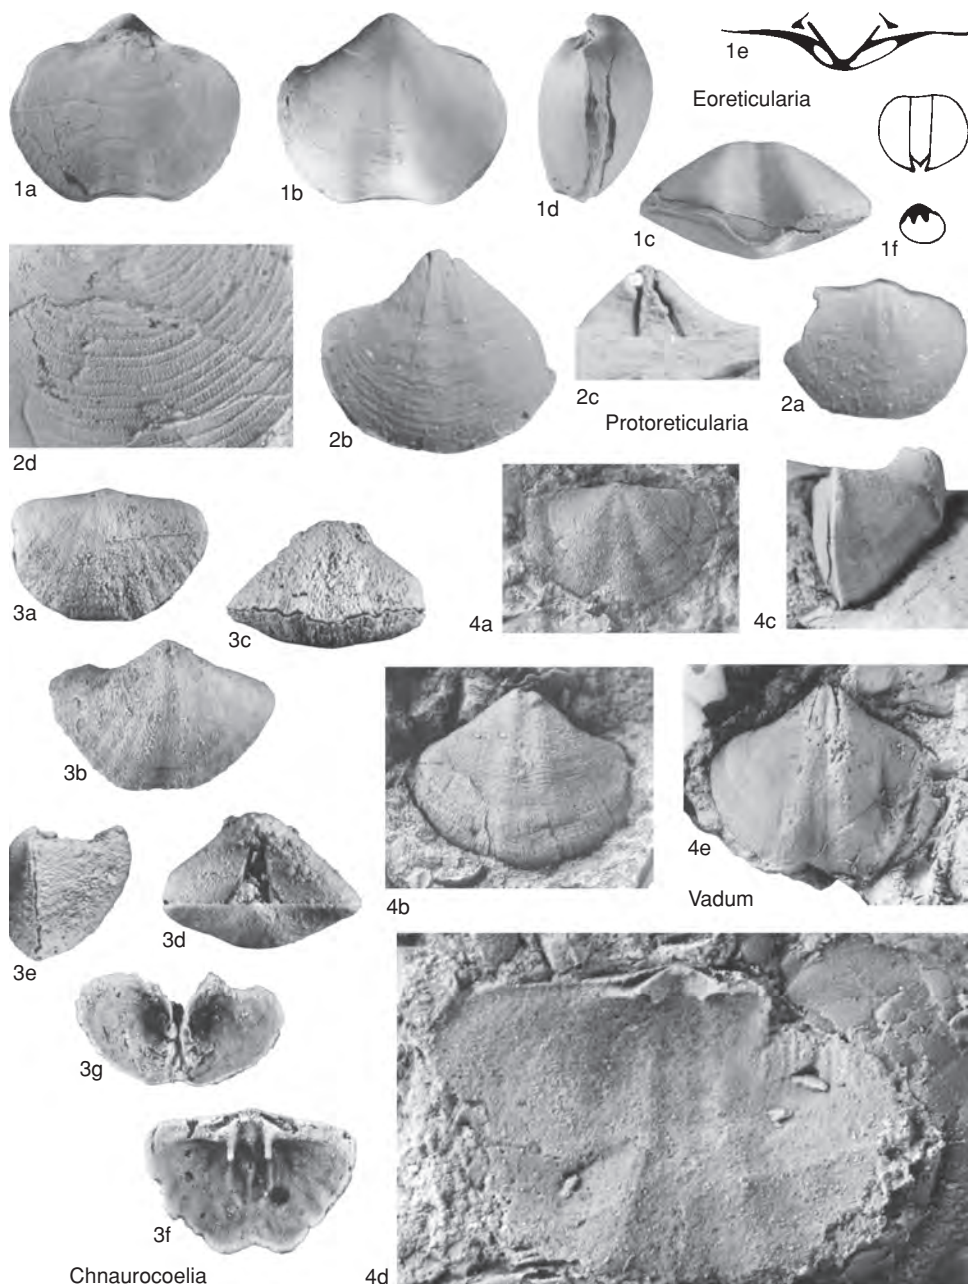 1a
1b
1d
1e
Eoreticularia
1c
1f
2d
2b
2c
Protoreticularia
2a
3a
3c
4a
4c
3b
4b
4e
Vadum
3e
3d
3g
3f
Chnaurocoelia
4d